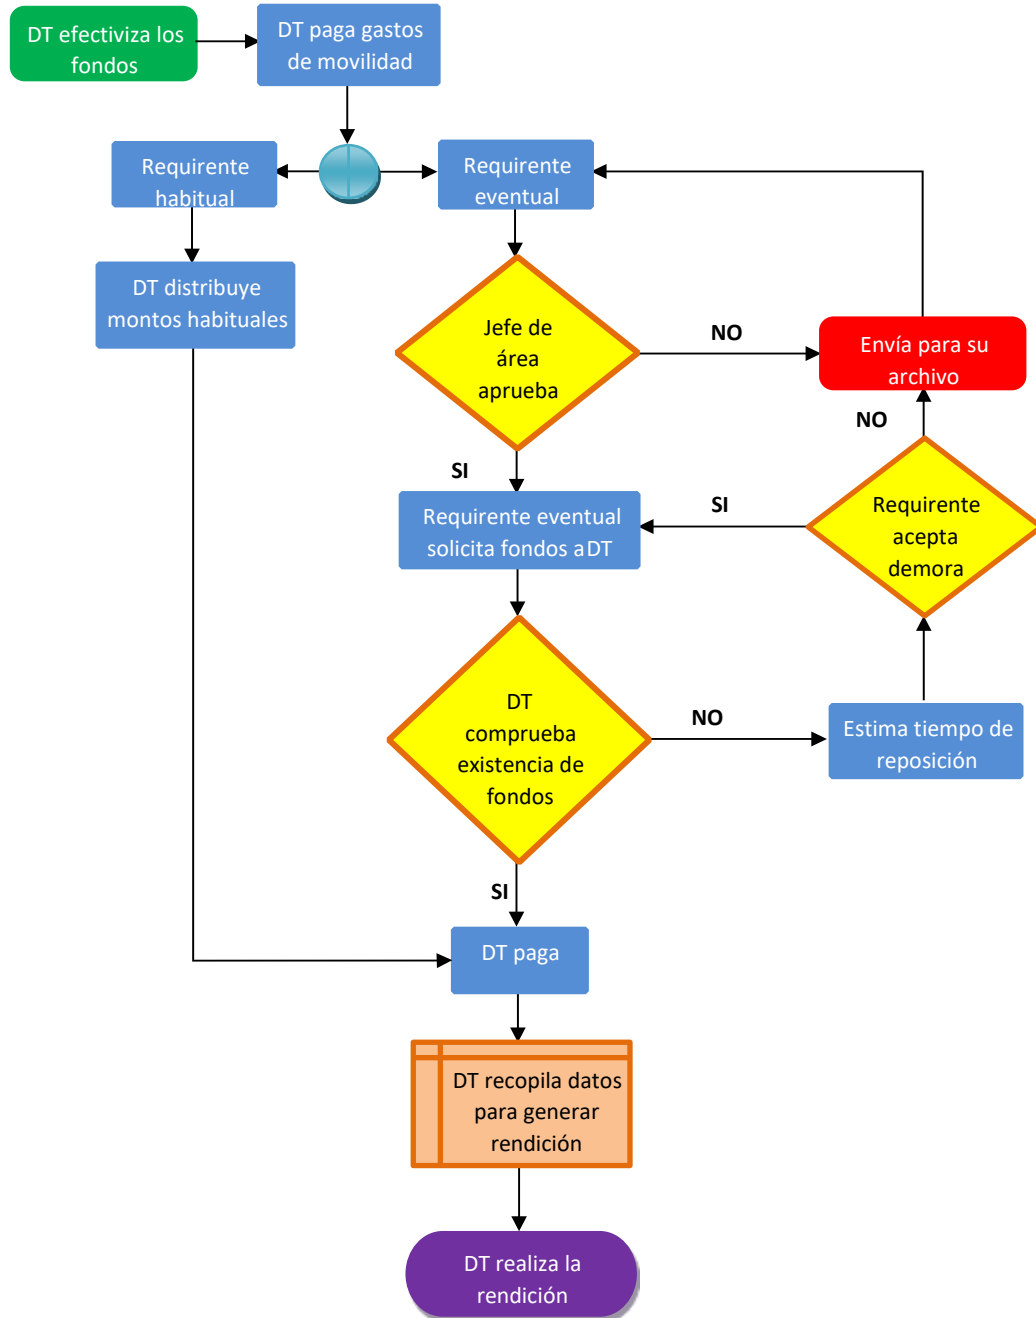 DT efectiviza los
fondos
DT paga gastos
de movilidad
Requirente
habitual
Requirente
eventual
DT distribuye
montos habituales
Jefe de
área
aprueba
NO
Envía para su
archivo
NO
SI
Requirente eventual
solicita fondos a DT
SI
Requirente
acepta
demora
DT
comprueba
existencia de
fondos
NO
Estima tiempo de
reposición
SI
DT paga
DT recopila datos
para generar
rendición
DT realiza la
rendición